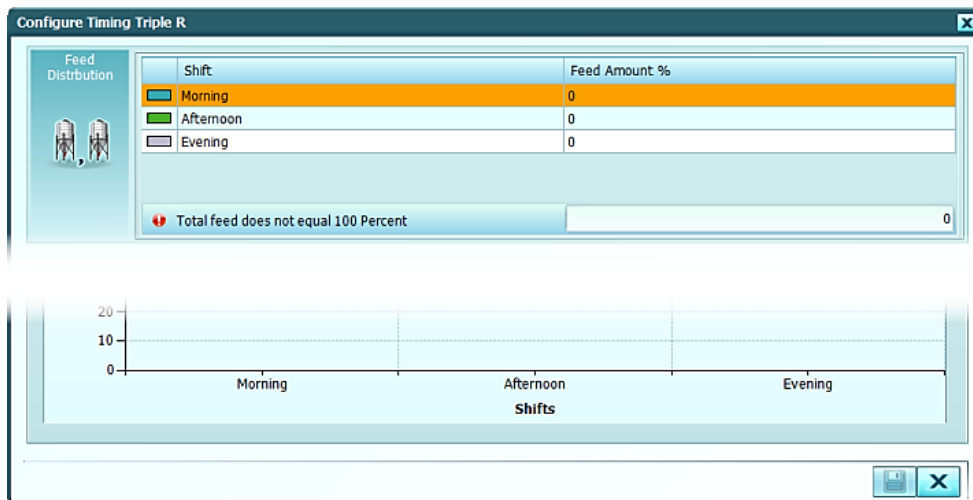 Configure Timing Triple R
Feed
Distrbution
Shift Feed Amount %
Morning 0
Afternoon 0
Evening 0
Total feed does not equal 100 Percent 0
20
10
0
Morning Afternoon Evening
Shifts